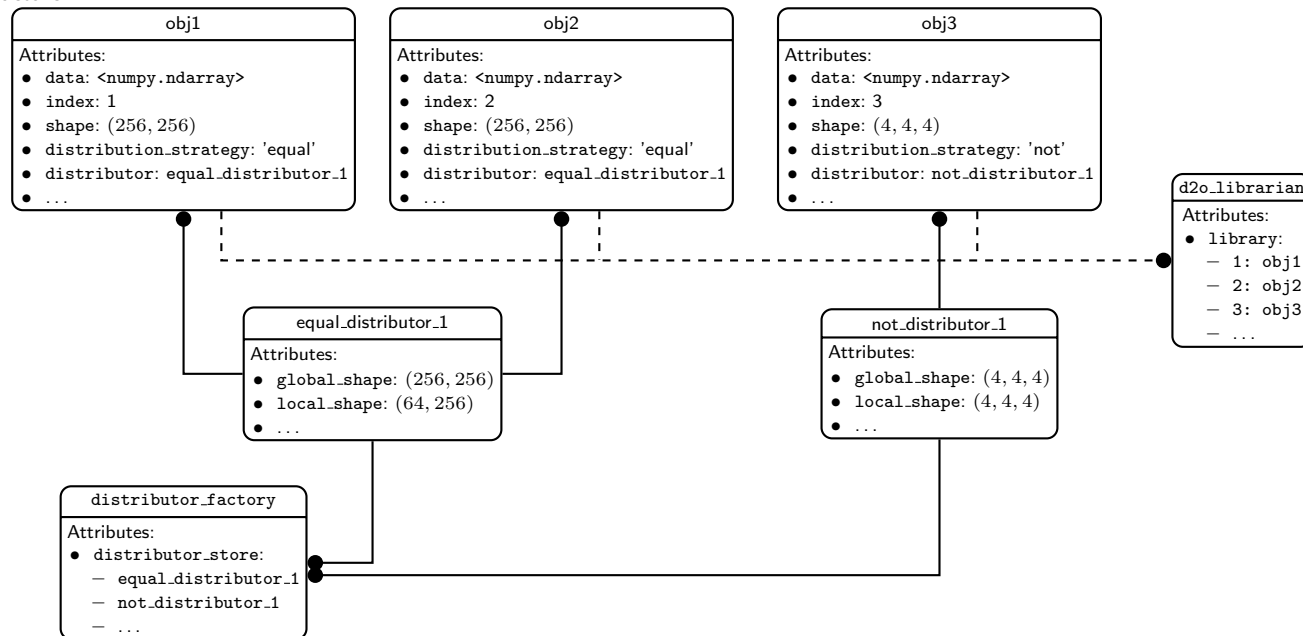 obj1
Attributes:
• data: <numpy.ndarray>
• index: 1
• shape: (256, 256)
• distribution_strategy: 'equal'
• distributor: equal_distributor_1
• ...
obj2
Attributes:
• data: <numpy.ndarray>
• index: 2
• shape: (256, 256)
• distribution_strategy: 'equal'
• distributor: equal_distributor_1
• ...
obj3
Attributes:
• data: <numpy.ndarray>
• index: 3
• shape: (4, 4, 4)
• distribution_strategy: 'not'
• distributor: not_distributor_1
• ...
d2o_librarian
Attributes:
• library:
– 1: obj1
– 2: obj2
– 3: obj3
– ...
equal_distributor_1
Attributes:
• global_shape: (256, 256)
• local_shape: (64, 256)
• ...
not_distributor_1
Attributes:
• global_shape: (4, 4, 4)
• local_shape: (4, 4, 4)
• ...
distributor_factory
Attributes:
• distributor_store:
– equal_distributor_1
– not_distributor_1
– ...